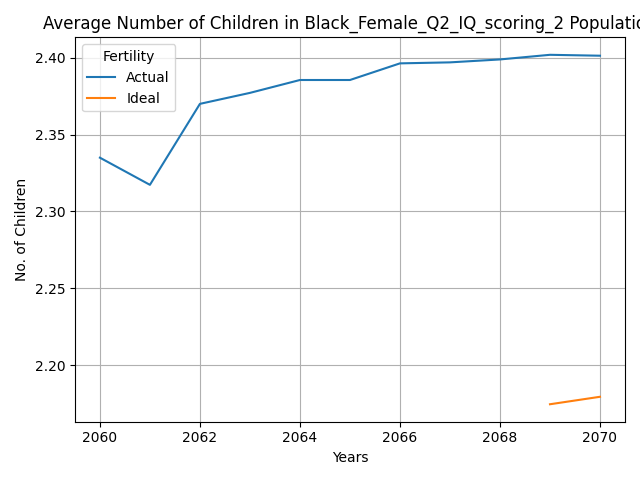 Average Number of Children in Black_Female_Q2_IQ_scoring_2 Populatio
Fertility
Actual
Ideal
2.40
2.35
2.30
2.25
2.20
No. of Children
2060 2062 2064 2066 2068 2070
Years